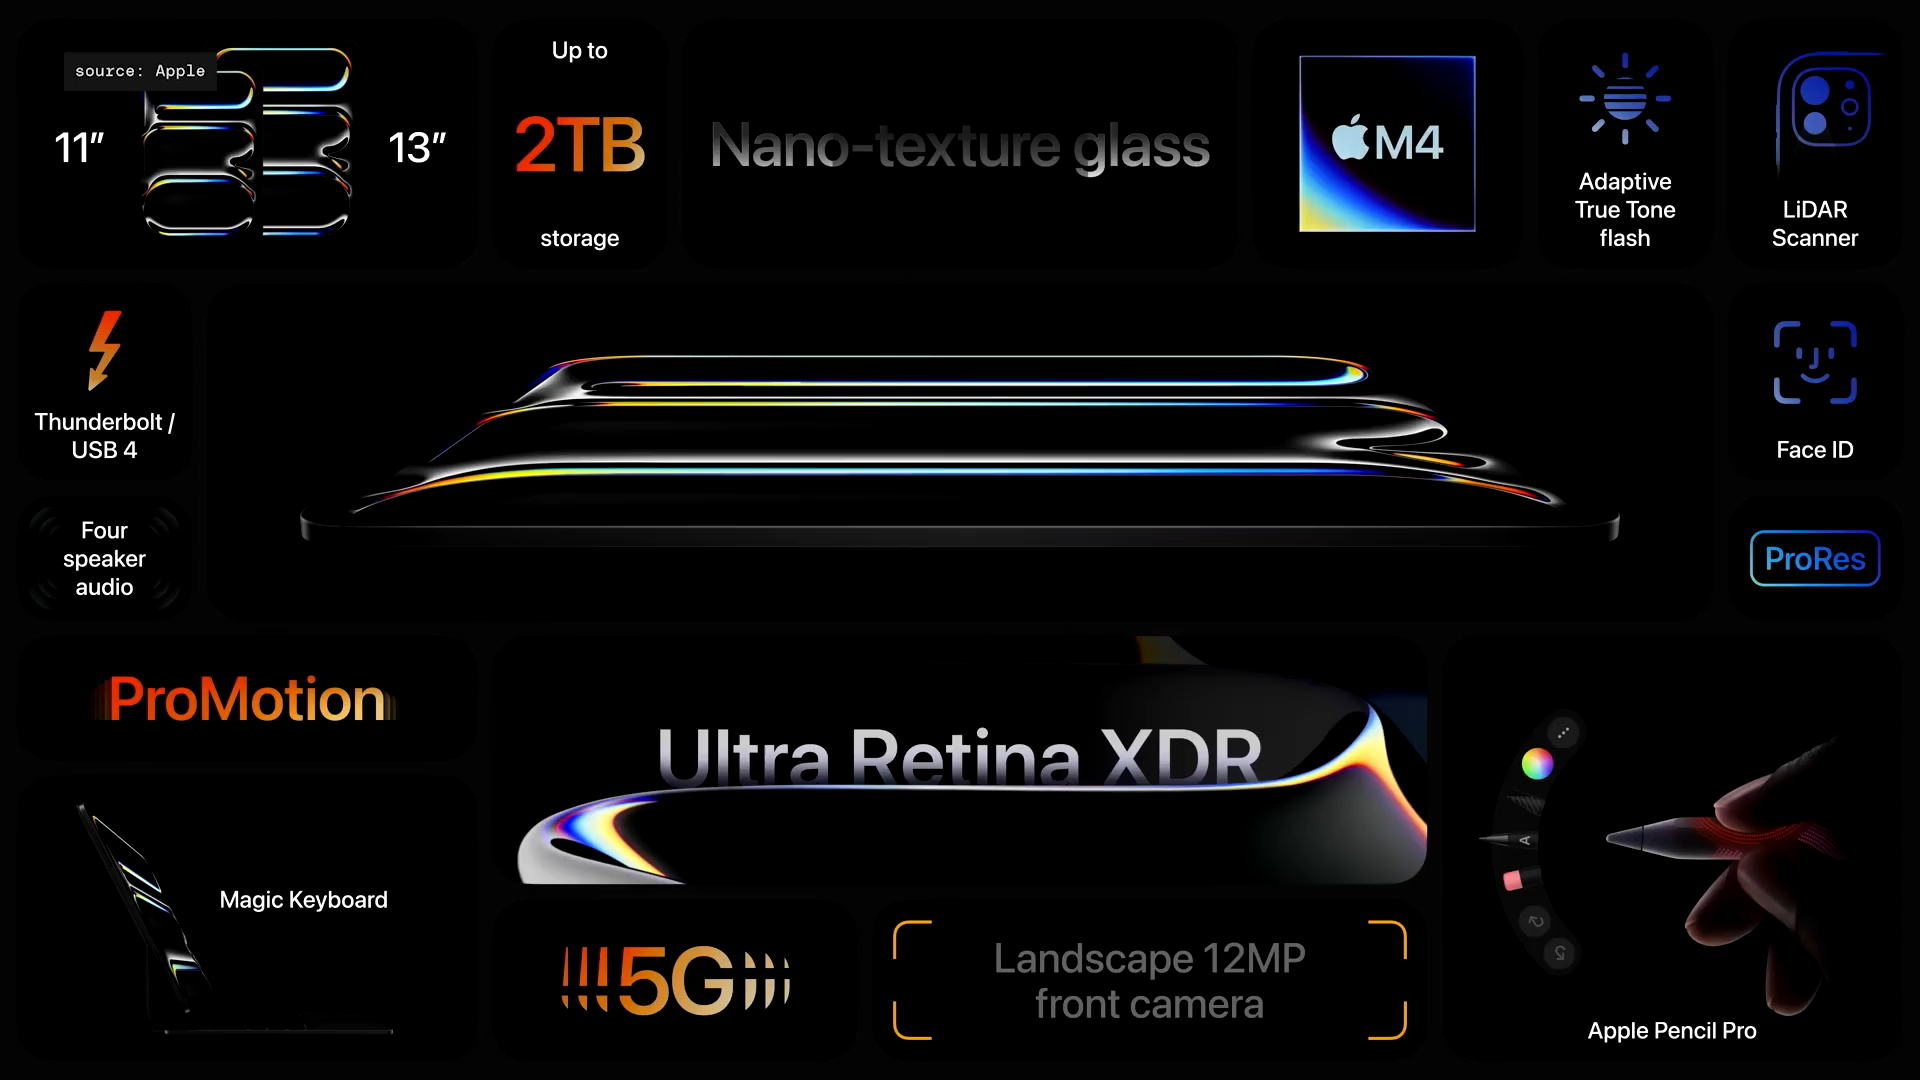 source: Apple
11”
13”
Up to
2TB
storage
Nano-texture glass
M4
Adaptive
True Tone
flash
LiDAR
Scanner
Thunderbolt /
USB 4
Face ID
Four
speaker
audio
ProRes
ProMotion
Ultra Retina XDR
Magic Keyboard
5G
Landscape 12MP
front camera
A
Apple Pencil Pro